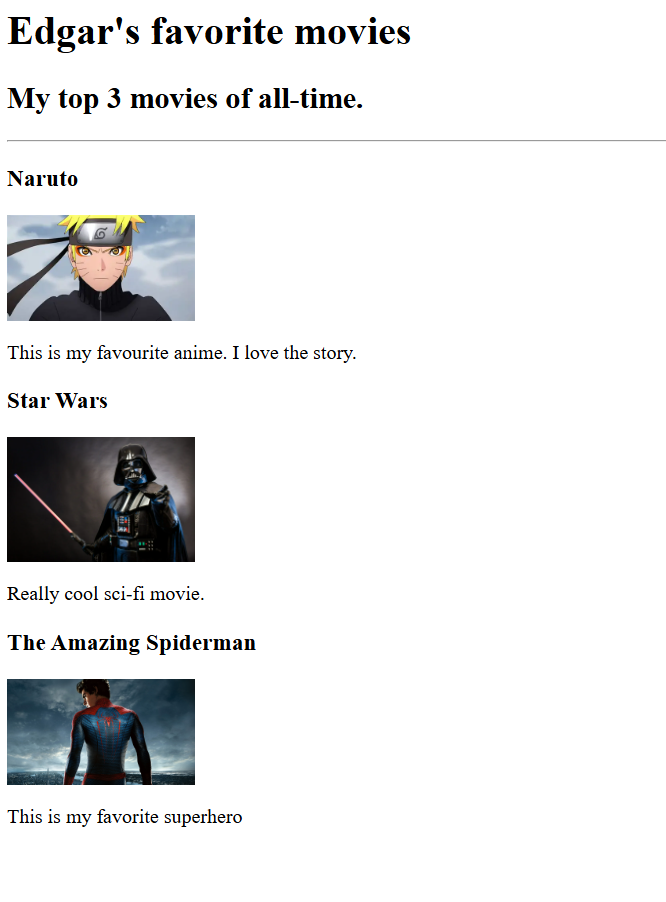 Edgar's favorite movies
My top 3 movies of all-time.
Naruto
This is my favourite anime. I love the story.
Star Wars
Really cool sci-fi movie.
The Amazing Spiderman
This is my favorite superhero